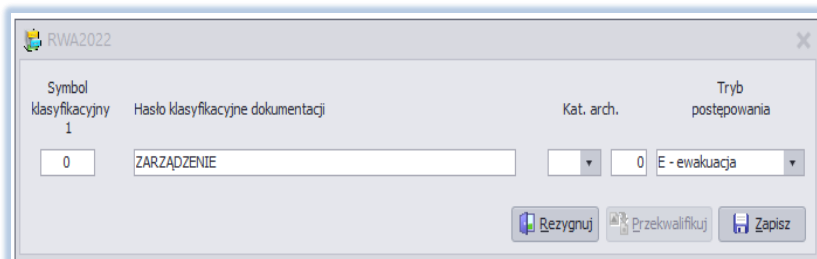 RWA2022
Symbol klasyfikacyjny 1
Hasło klasyfikacyjne dokumentacji
Kat. arch.
Tryb postępowania
0
ZARZĄDZENIE
0
E - ewakuacja
Rezygnuj
Przekwalifikuj
Zapisz